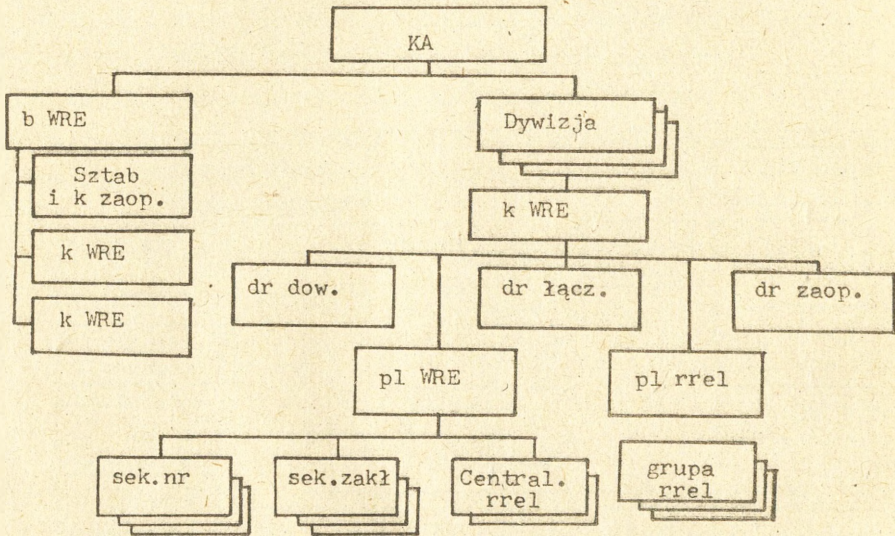 KA
b WRE
Dywizja
Sztab
i k zaop.
k WRE
k WRE
k WRE
dr dow.
dr łącz.
dr zaop.
pl WRE
pl rrel
sek.nr
sek.zakł
Central.
rrel
grupa
rrel